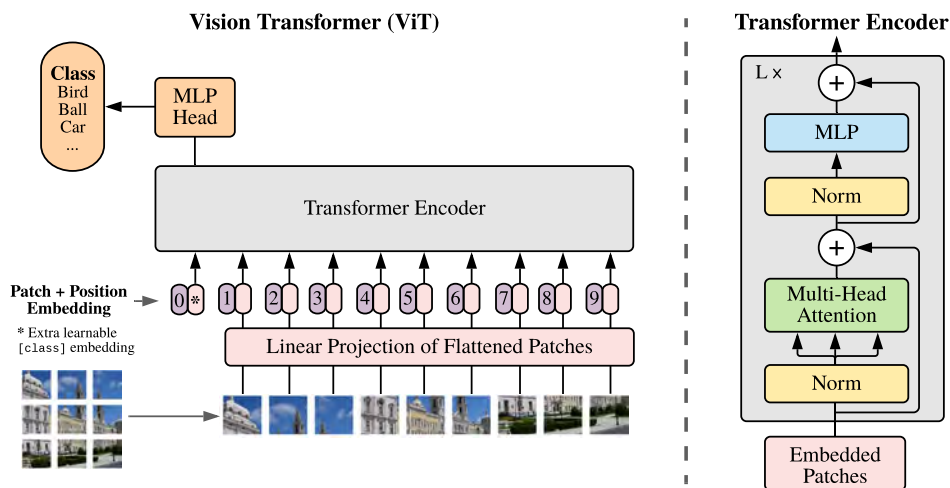 Vision Transformer (ViT)
Class
Bird
Ball
Car
...
MLP
Head
Transformer Encoder
Patch + Position
Embedding
* Extra learnable
[class] embedding
0 *
1
2
3
4
5
6
7
8
9
Linear Projection of Flattened Patches
Transformer Encoder
L ×
+
MLP
Norm
+
Multi-Head
Attention
Norm
Embedded
Patches